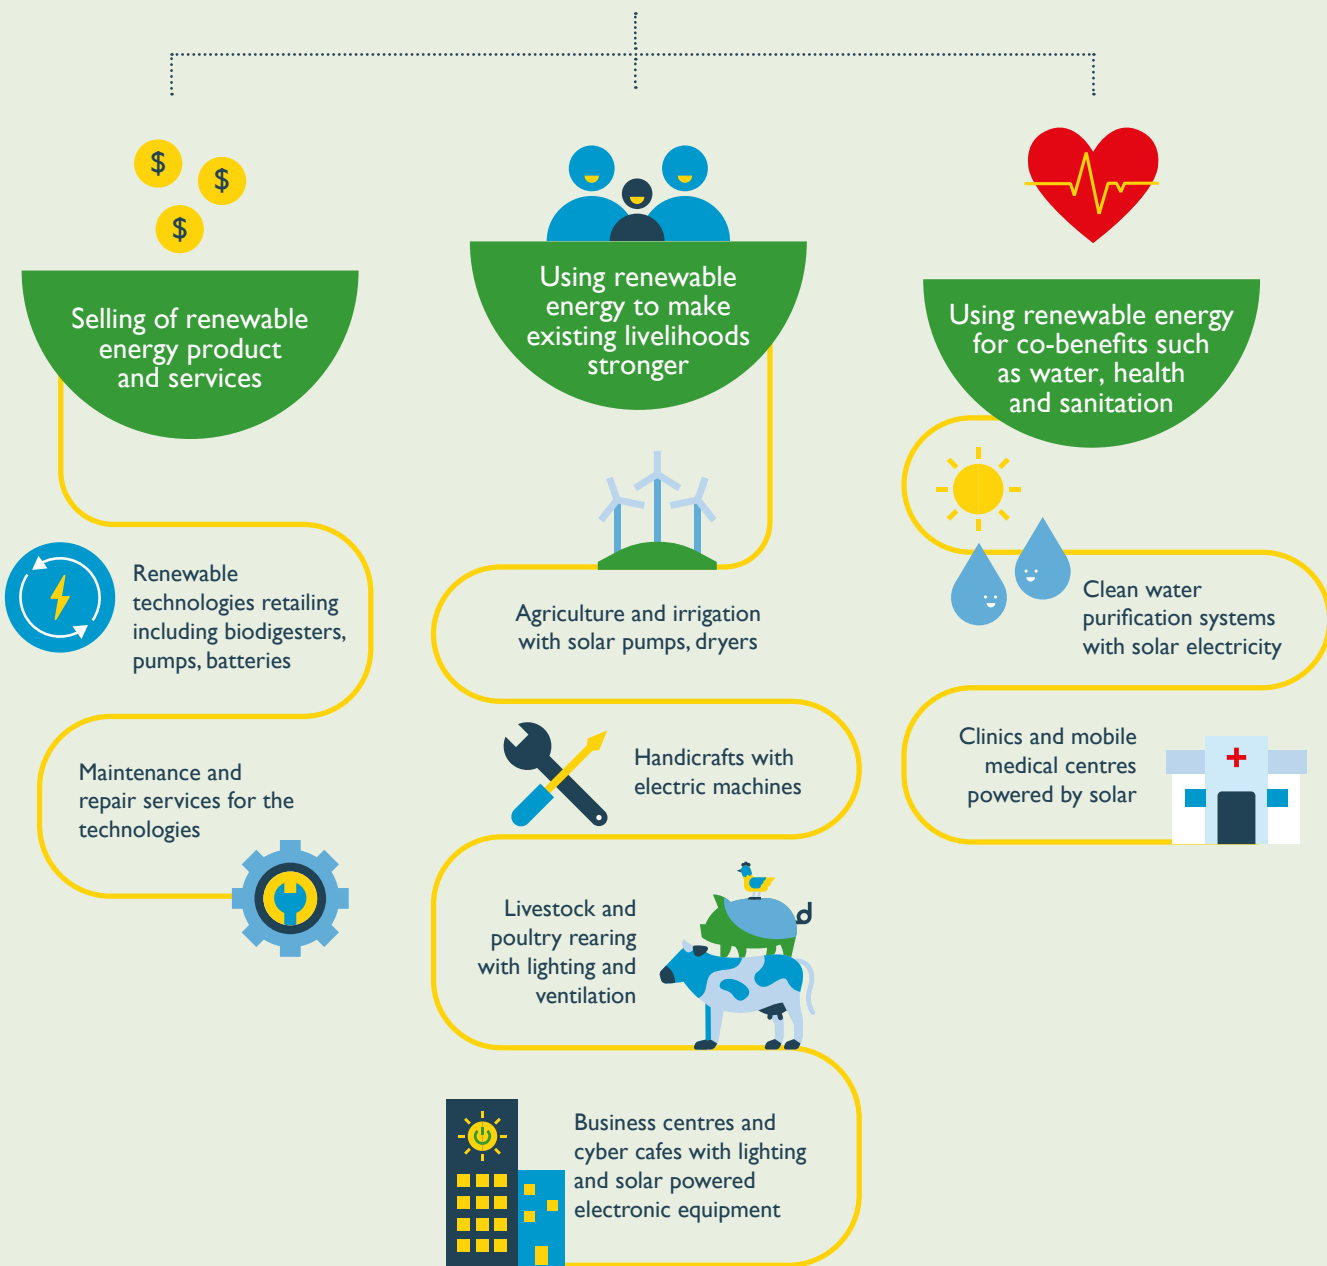 $
$
$
Selling of renewable
energy product
and services
Renewable
technologies retailing
including biodigesters,
pumps, batteries
Maintenance and
repair services for the
technologies
Using renewable
energy to make
existing livelihoods
stronger
Agriculture and irrigation
with solar pumps, dryers
Handicrafts with
electric machines
Livestock and
poultry rearing
with lighting and
ventilation
Business centres and
cyber cafes with lighting
and solar powered
electronic equipment
Using renewable energy
for co-benefits such
as water, health
and sanitation
Clean water
purification systems
with solar electricity
Clinics and mobile
medical centres
powered by solar